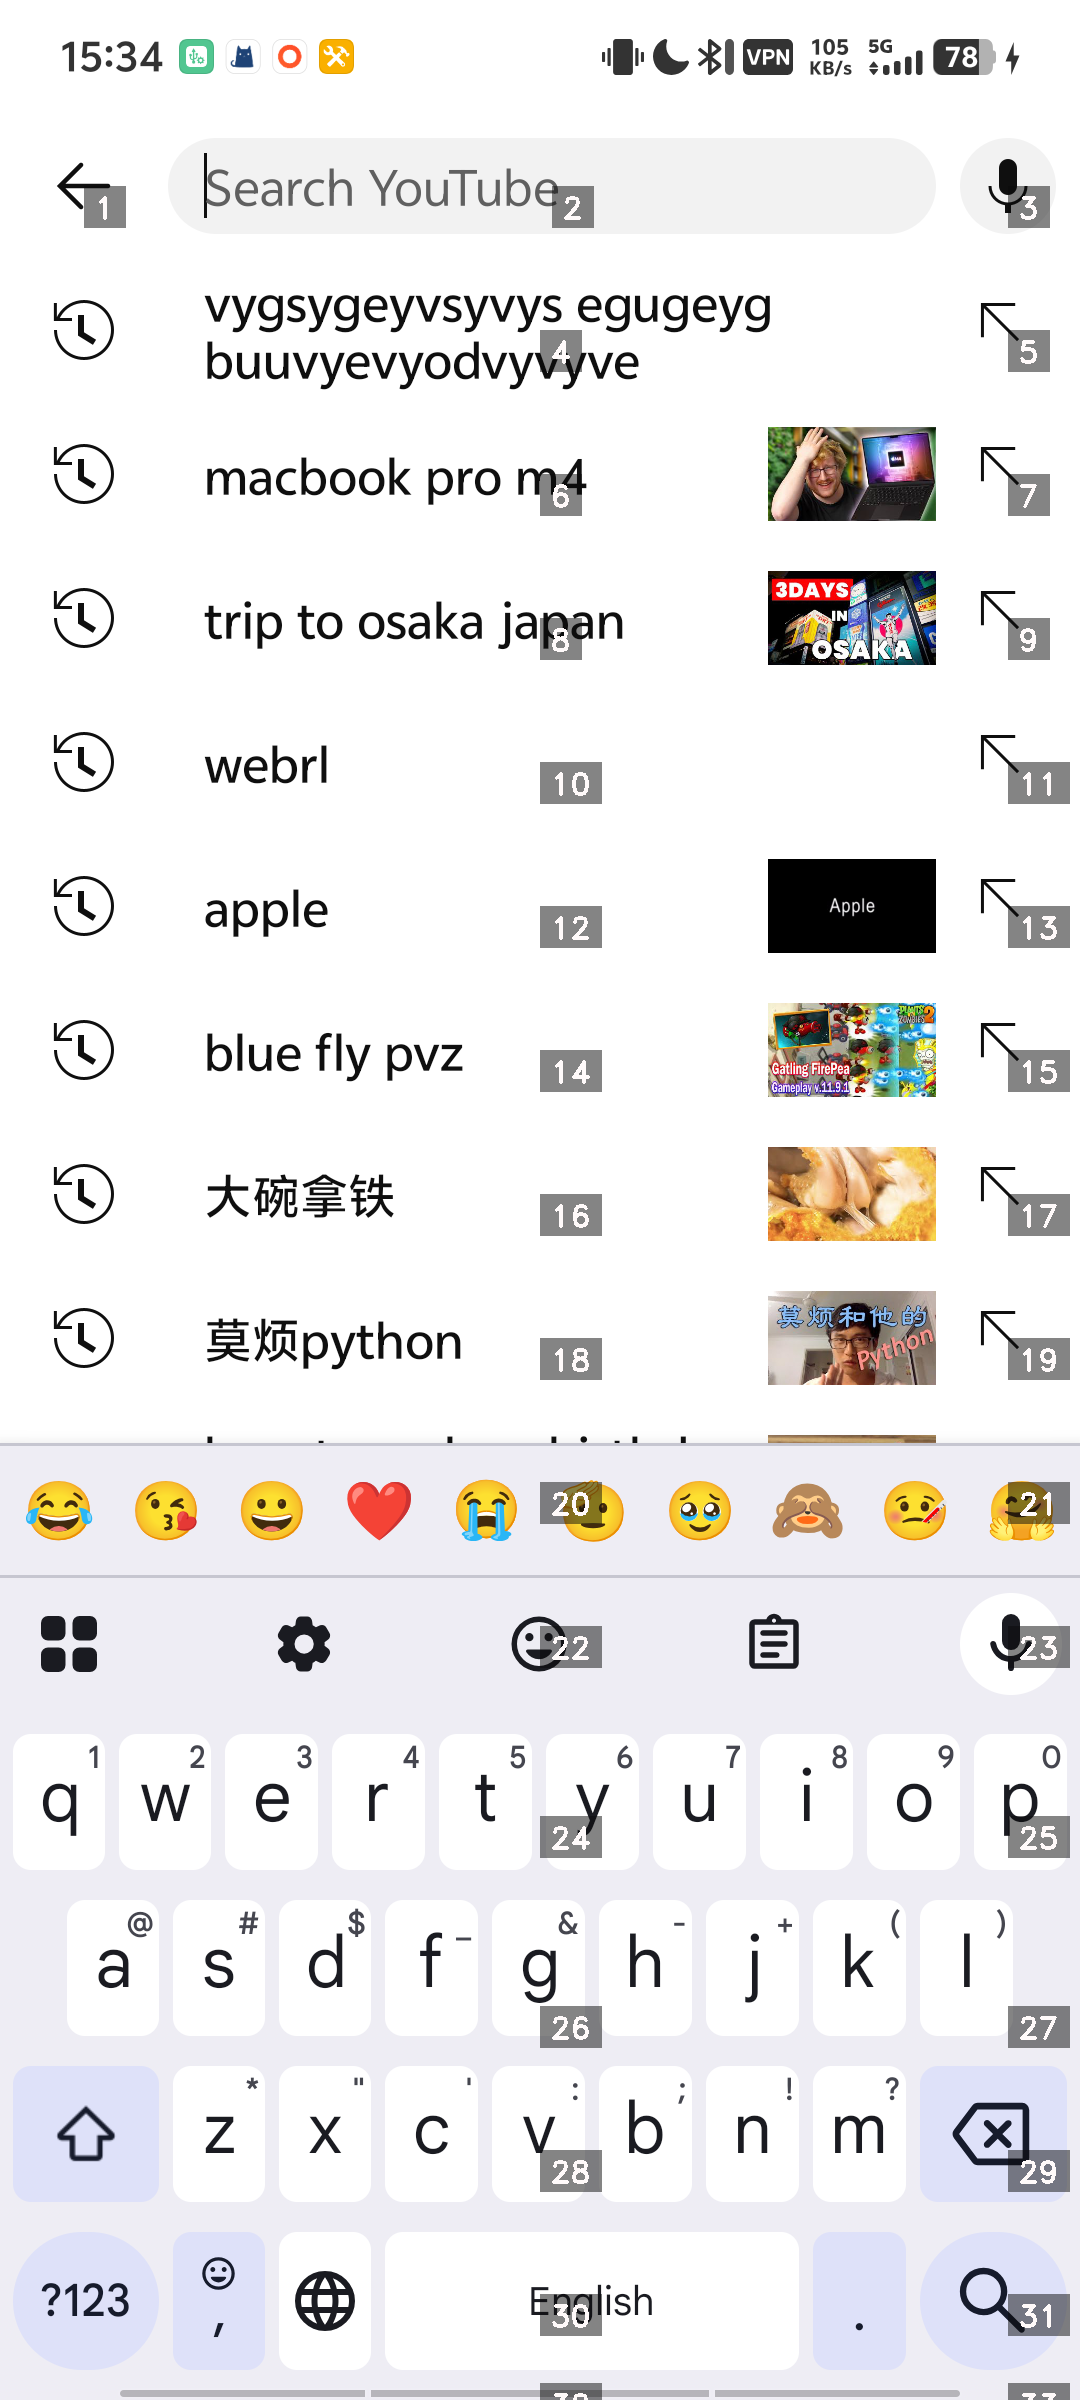 15:34 VPN 105 KB/s 5G 78
Search YouTube
1 2 3
vygsygeyvsyvys egugeyg
buuvyevyodvyvyve
4 5
macbook pro m4
6 7
trip to osaka japan
3DAYS
IN
OSAKA
8 9
webrl
10 11
apple
Apple
12 13
blue fly pvz
PLANTS
ZOMBIES 2
Gatling FirePea
Gameplay v.11.9.1
14 15
大碗拿铁
16 17
莫烦python
莫烦和他的
Python
18 19
20 21
22 23
1 2 3 4 5 6 7 8 9 0
q w e r t y u i o p
24 25
@ # $ _ & - + ( )
a s d f g h j k l
26 27
* " ' : ; ! ?
z x c v b n m
28 29
?123 , English .
30 31